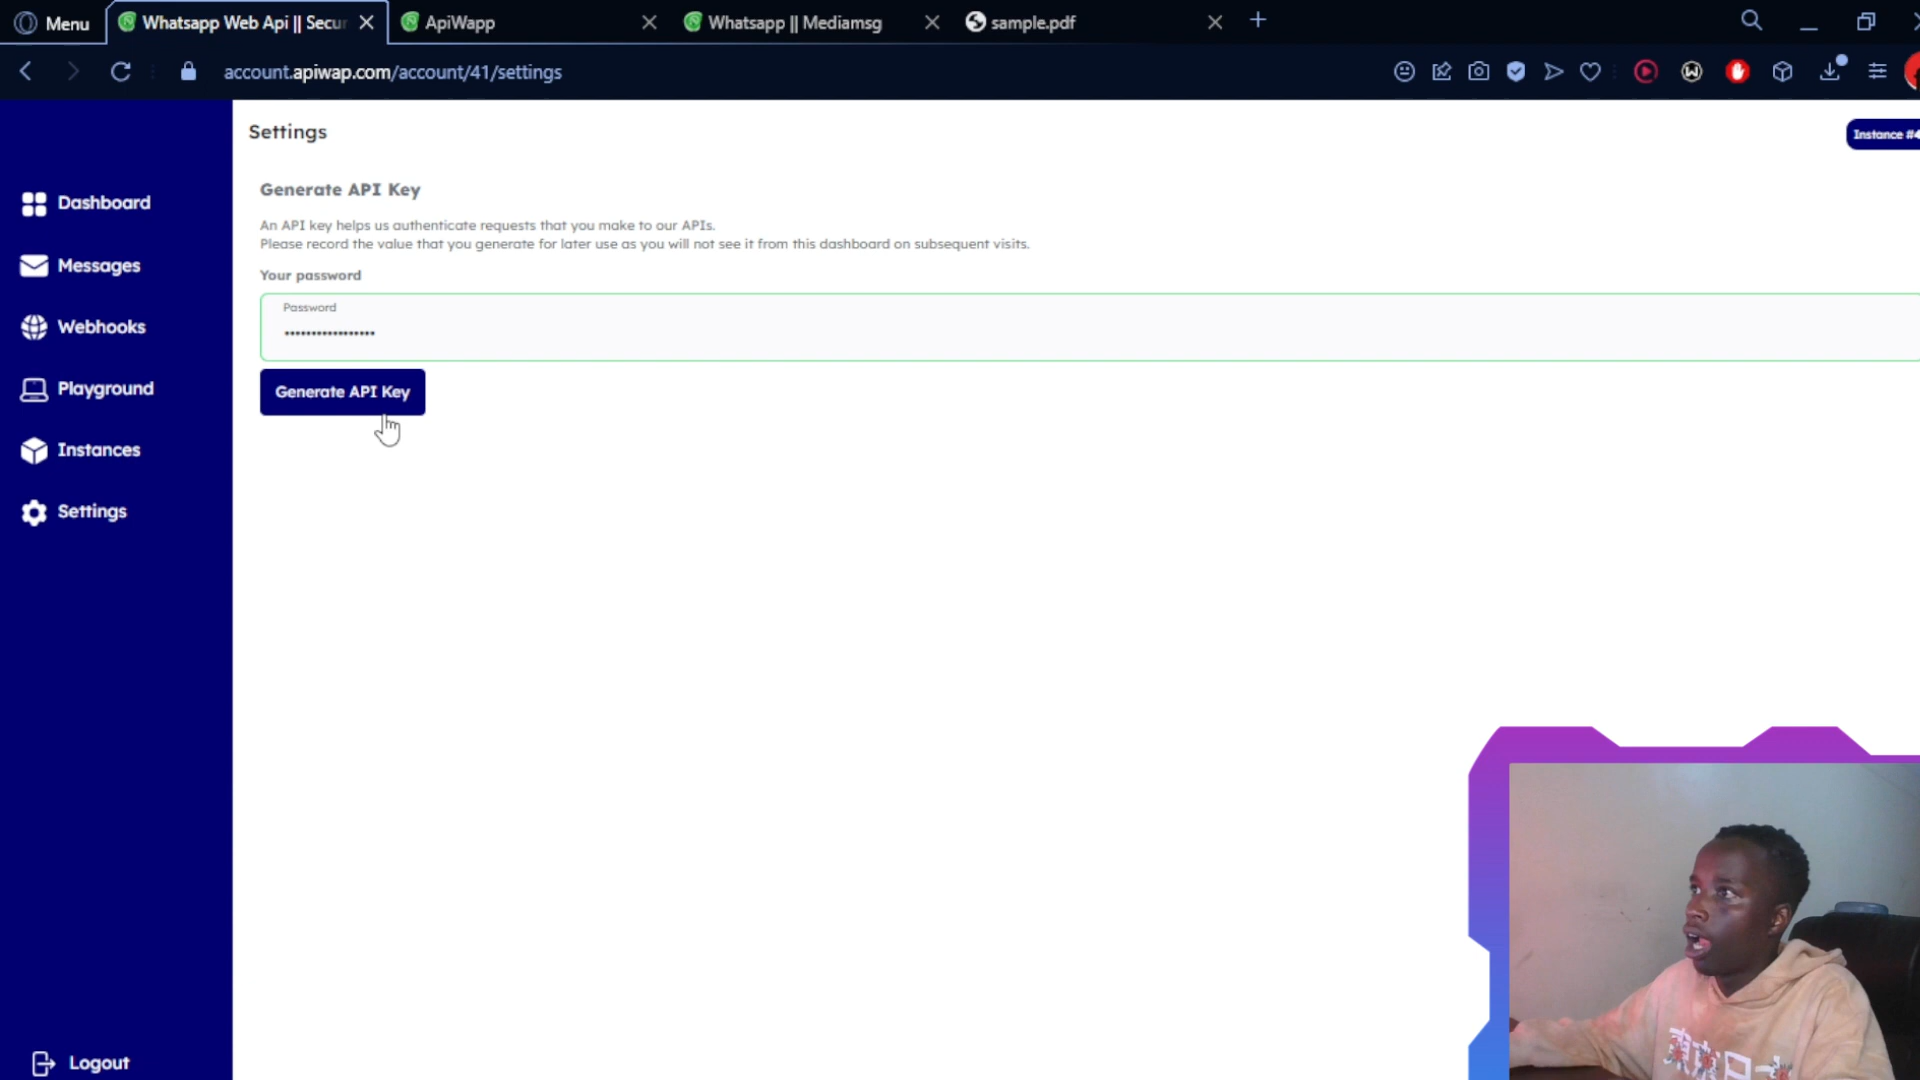 Menu
Whatsapp Web Api || Secur
ApiWapp
Whatsapp || Mediamsg
sample.pdf
account.apiwap.com/account/41/settings
Settings
Instance #4
Dashboard
Messages
Webhooks
Playground
Instances
Settings
Logout
Generate API Key
An API key helps us authenticate requests that you make to our APIs.
Please record the value that you generate for later use as you will not see it from this dashboard on subsequent visits.
Your password
Password
•••••••••••••••••
Generate API Key